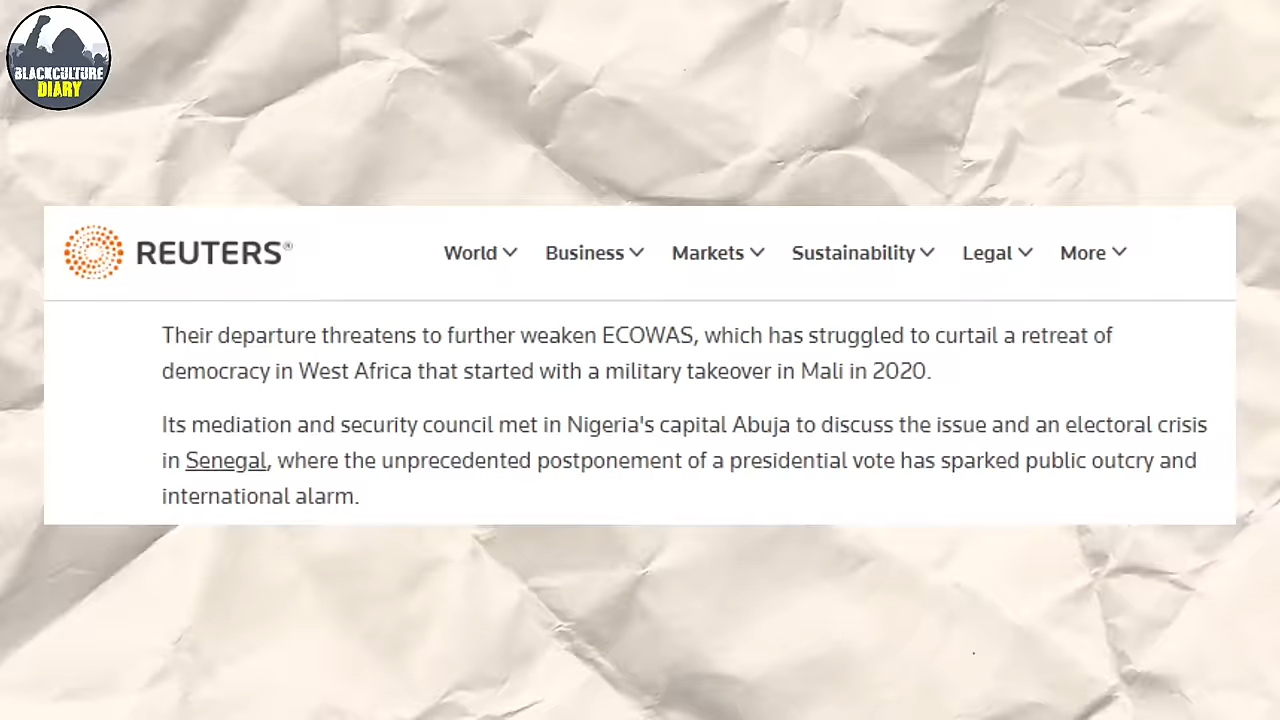 BLACKCULTURE
DIARY
REUTERS®
World Business Markets Sustainability Legal More
Their departure threatens to further weaken ECOWAS, which has struggled to curtail a retreat of
democracy in West Africa that started with a military takeover in Mali in 2020.
Its mediation and security council met in Nigeria's capital Abuja to discuss the issue and an electoral crisis
in Senegal, where the unprecedented postponement of a presidential vote has sparked public outcry and
international alarm.